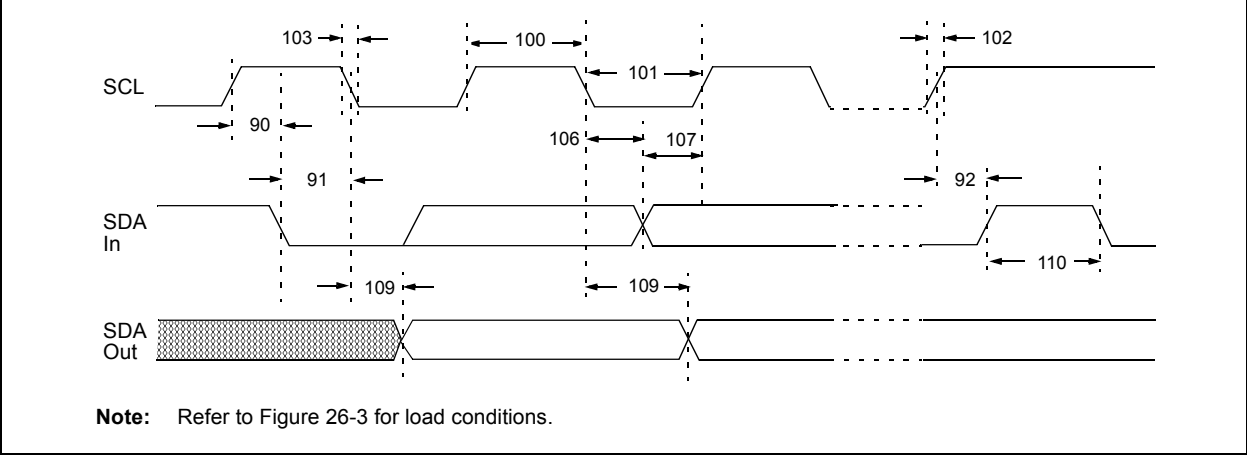 103
100
102
SCL
101
90
106
107
91
92
SDA
In
110
109
109
SDA
Out
Note: Refer to Figure 26-3 for load conditions.